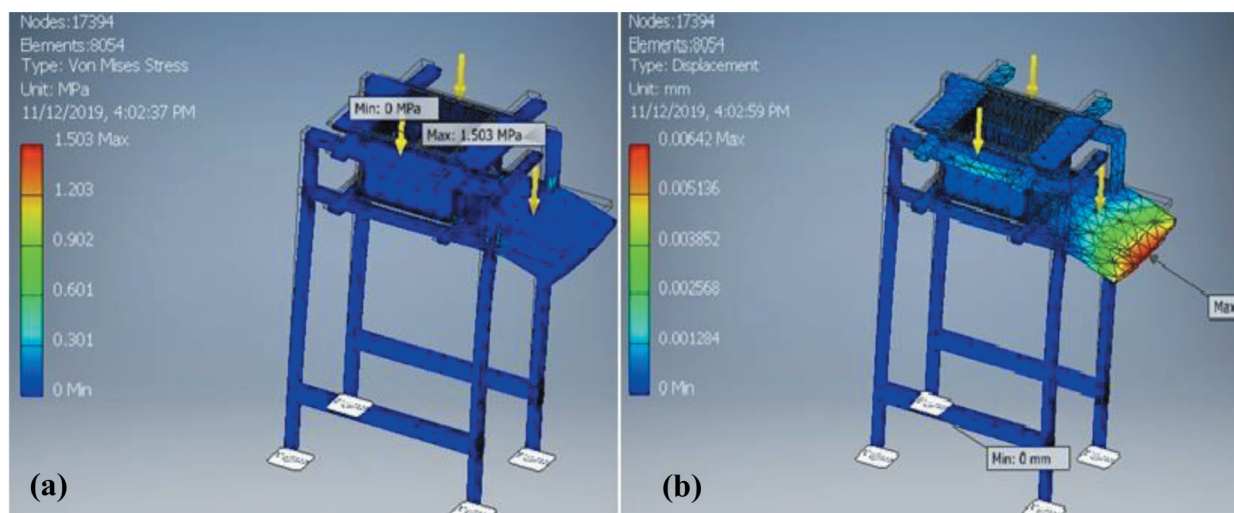 Nodes:17394
Elements:8054
Type: Von Mises Stress
Unit: MPa
11/12/2019, 4:02:37 PM
1.503 Max
1.203
0.902
0.601
0.301
0 Min
Min: 0 MPa
Max: 1.503 MPa
(a)
Nodes:17394
Elements:8054
Type: Displacement
Unit: mm
11/12/2019, 4:02:59 PM
0.00642 Max
0.005136
0.003852
0.002568
0.001284
0 Min
Max
Min: 0 mm
(b)